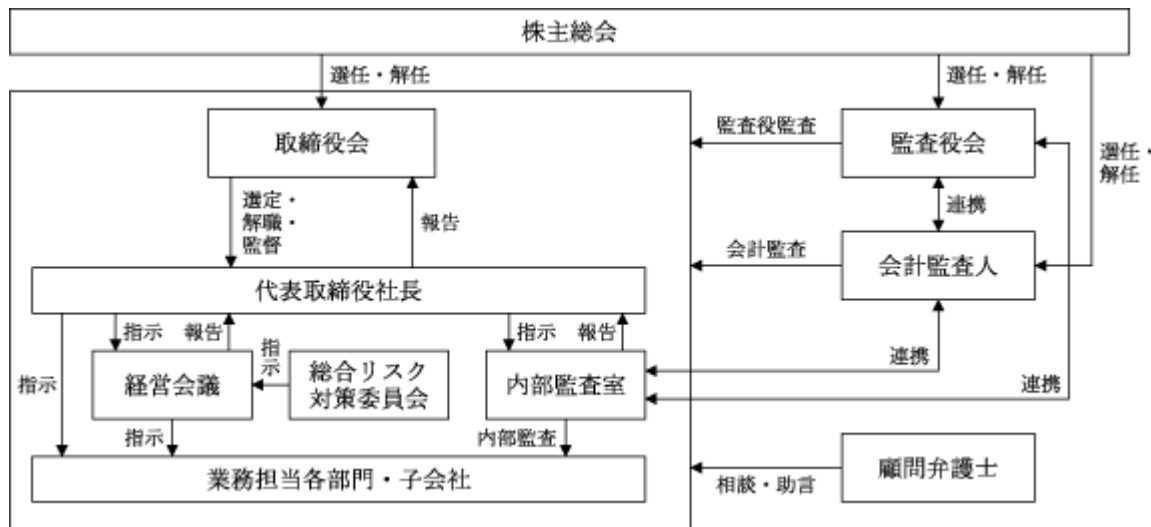 株主総会
選任・解任
選任・解任
選任・
解任
取締役会
監査役監査
監査役会
選定・
解職・
監督
報告
連携
会計監査
会計監査人
代表取締役社長
指示
指示
報告
指示
指示
報告
連携
経営会議
総合リスク
対策委員会
内部監査室
連携
指示
内部監査
業務担当各部門・子会社
相談・助言
顧問弁護士